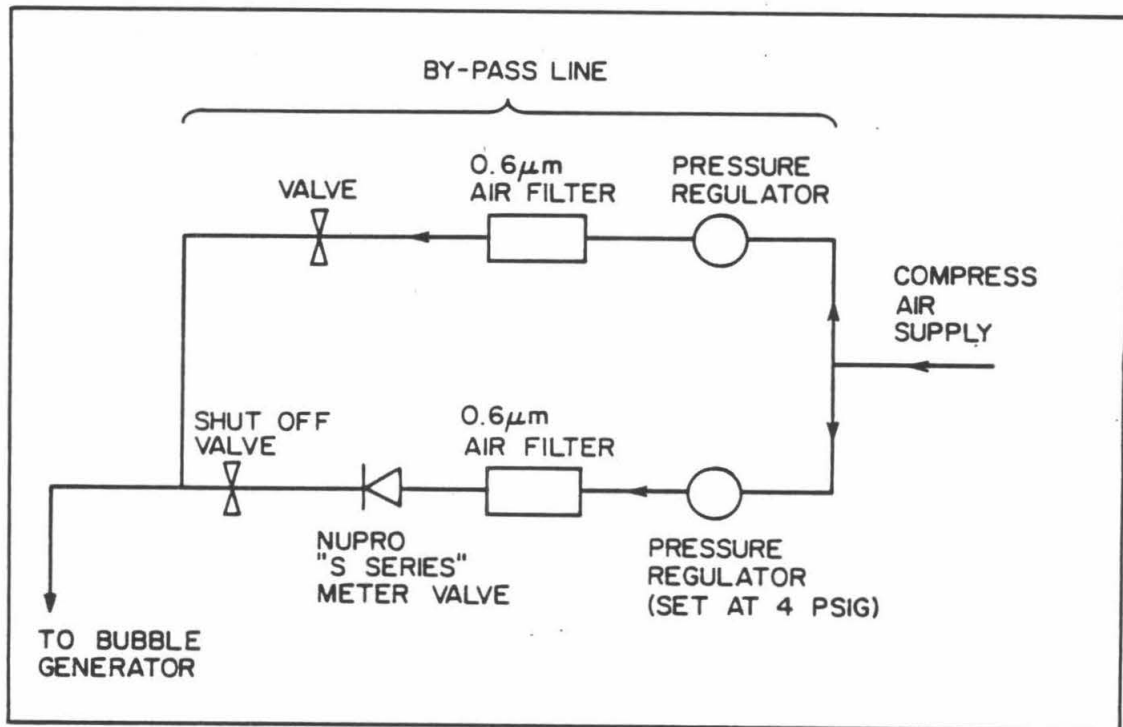 BY-PASS LINE
0.6μm
AIR FILTER
PRESSURE
REGULATOR
VALVE
COMPRESS
AIR
SUPPLY
SHUT OFF
VALVE
0.6μm
AIR FILTER
NUPRO
"S SERIES"
METER VALVE
PRESSURE
REGULATOR
(SET AT 4 PSIG)
TO BUBBLE
GENERATOR